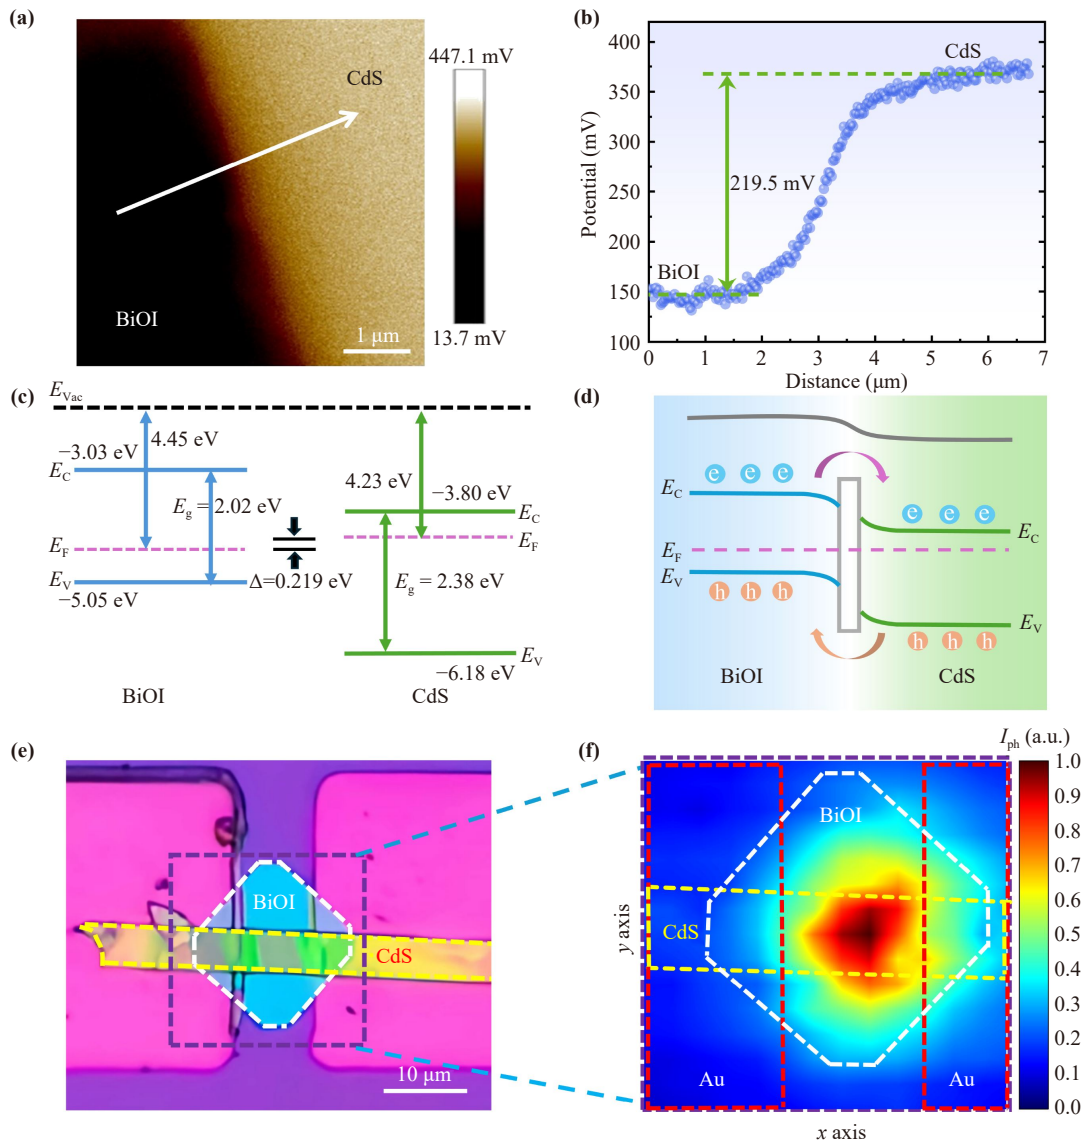 (a)
CdS
BiOI
1 μm
447.1 mV
13.7 mV
(b)
400
350
300
250
200
150
100
Potential (mV)
CdS
219.5 mV
BiOI
0 1 2 3 4 5 6 7
Distance (μm)
(c)
EVac
−3.03 eV
4.45 eV
EC
Eg = 2.02 eV
EF
EV
−5.05 eV
Δ=0.219 eV
4.23 eV
−3.80 eV
EC
EF
Eg = 2.38 eV
EV
−6.18 eV
BiOI
CdS
(d)
e e e
EC
EF
EV
h h h
e e e
EC
EV
h h h
BiOI
CdS
(e)
BiOI
CdS
10 μm
(f)
Iph (a.u.)
BiOI
CdS
Au
Au
y axis
x axis
1.0
0.9
0.8
0.7
0.6
0.5
0.4
0.3
0.2
0.1
0.0